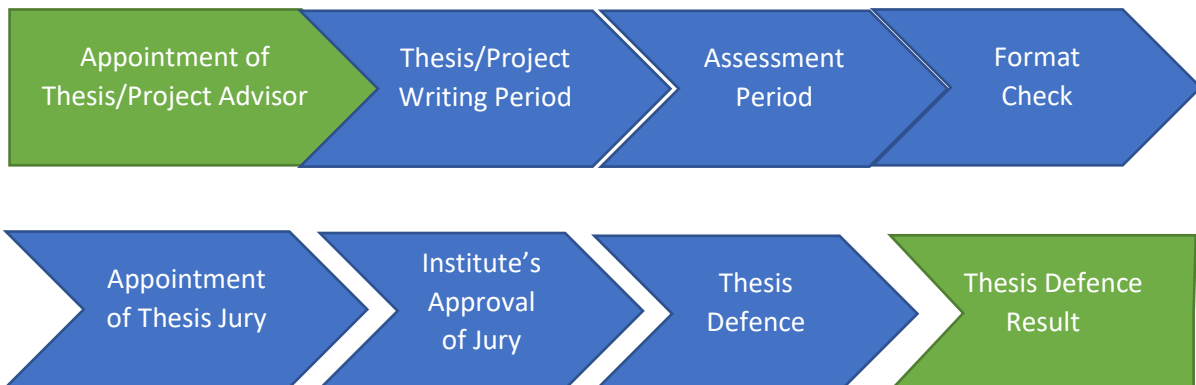 Appointment of
Thesis/Project Advisor
Thesis/Project
Writing Period
Assessment
Period
Format
Check
Appointment
of Thesis Jury
Institute's
Approval
of Jury
Thesis
Defence
Thesis Defence
Result